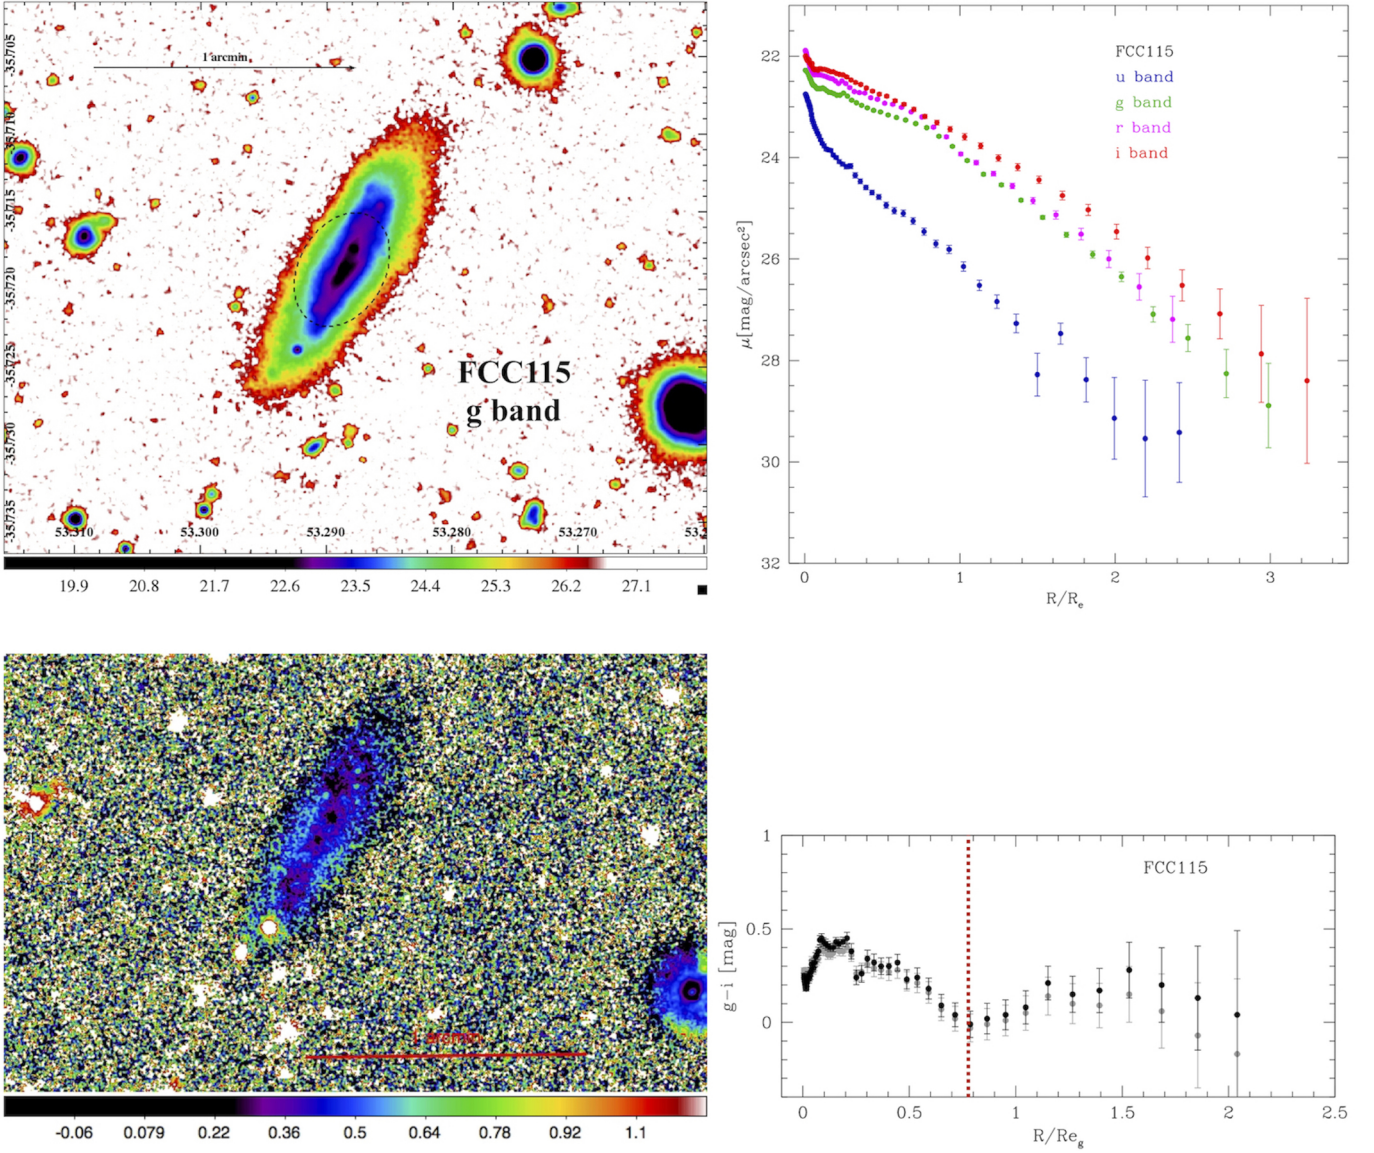 1 arcmin
-35.705
-35.710
-35.715
-35.720
-35.725
-35.730
-35.735
FCC115
g band
53.310 53.300 53.290 53.280 53.270
19.9 20.8 21.7 22.6 23.5 24.4 25.3 26.2 27.1
22
24
26
28
30
32
μ[mag/arcsec²]
FCC115
u band
g band
r band
i band
0 1 2 3
R/Re
1 arcmin
-0.06 0.079 0.22 0.36 0.5 0.64 0.78 0.92 1.1
1
0.5
0
g-i [mag]
FCC115
0 0.5 1 1.5 2 2.5
R/Reg